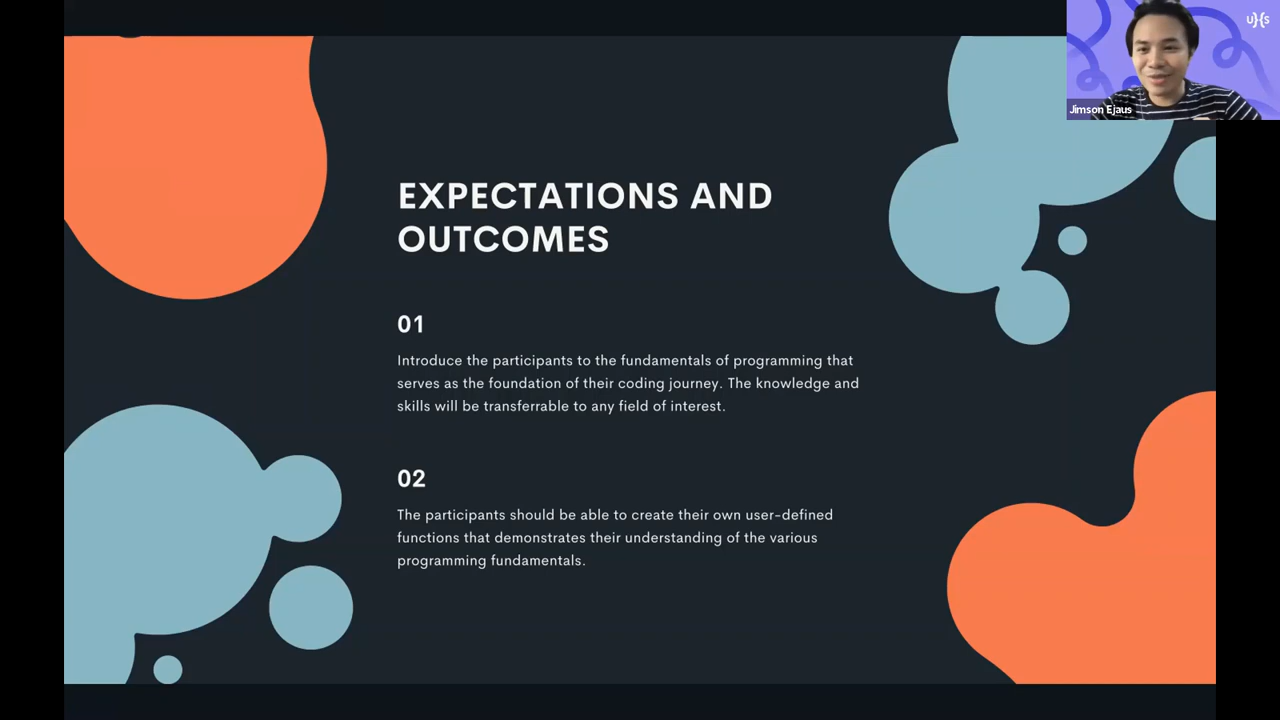 EXPECTATIONS AND
OUTCOMES
01
Introduce the participants to the fundamentals of programming that
serves as the foundation of their coding journey. The knowledge and
skills will be transferrable to any field of interest.
02
The participants should be able to create their own user-defined
functions that demonstrates their understanding of the various
programming fundamentals.
Jimson Ejaus